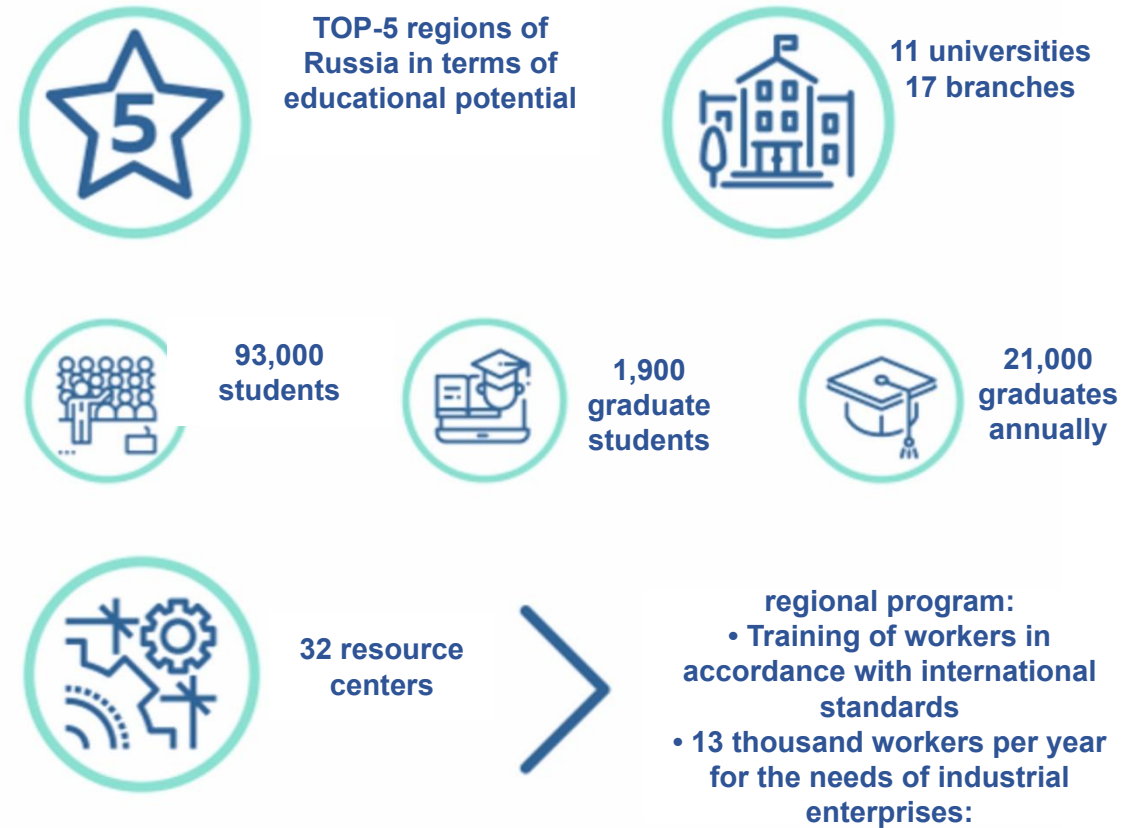 5
TOP-5 regions of
Russia in terms of
educational potential
11 universities
17 branches
93,000
students
1,900
graduate
students
21,000
graduates
annually
32 resource
centers
regional program:
• Training of workers in
accordance with international
standards
• 13 thousand workers per year
for the needs of industrial
enterprises: